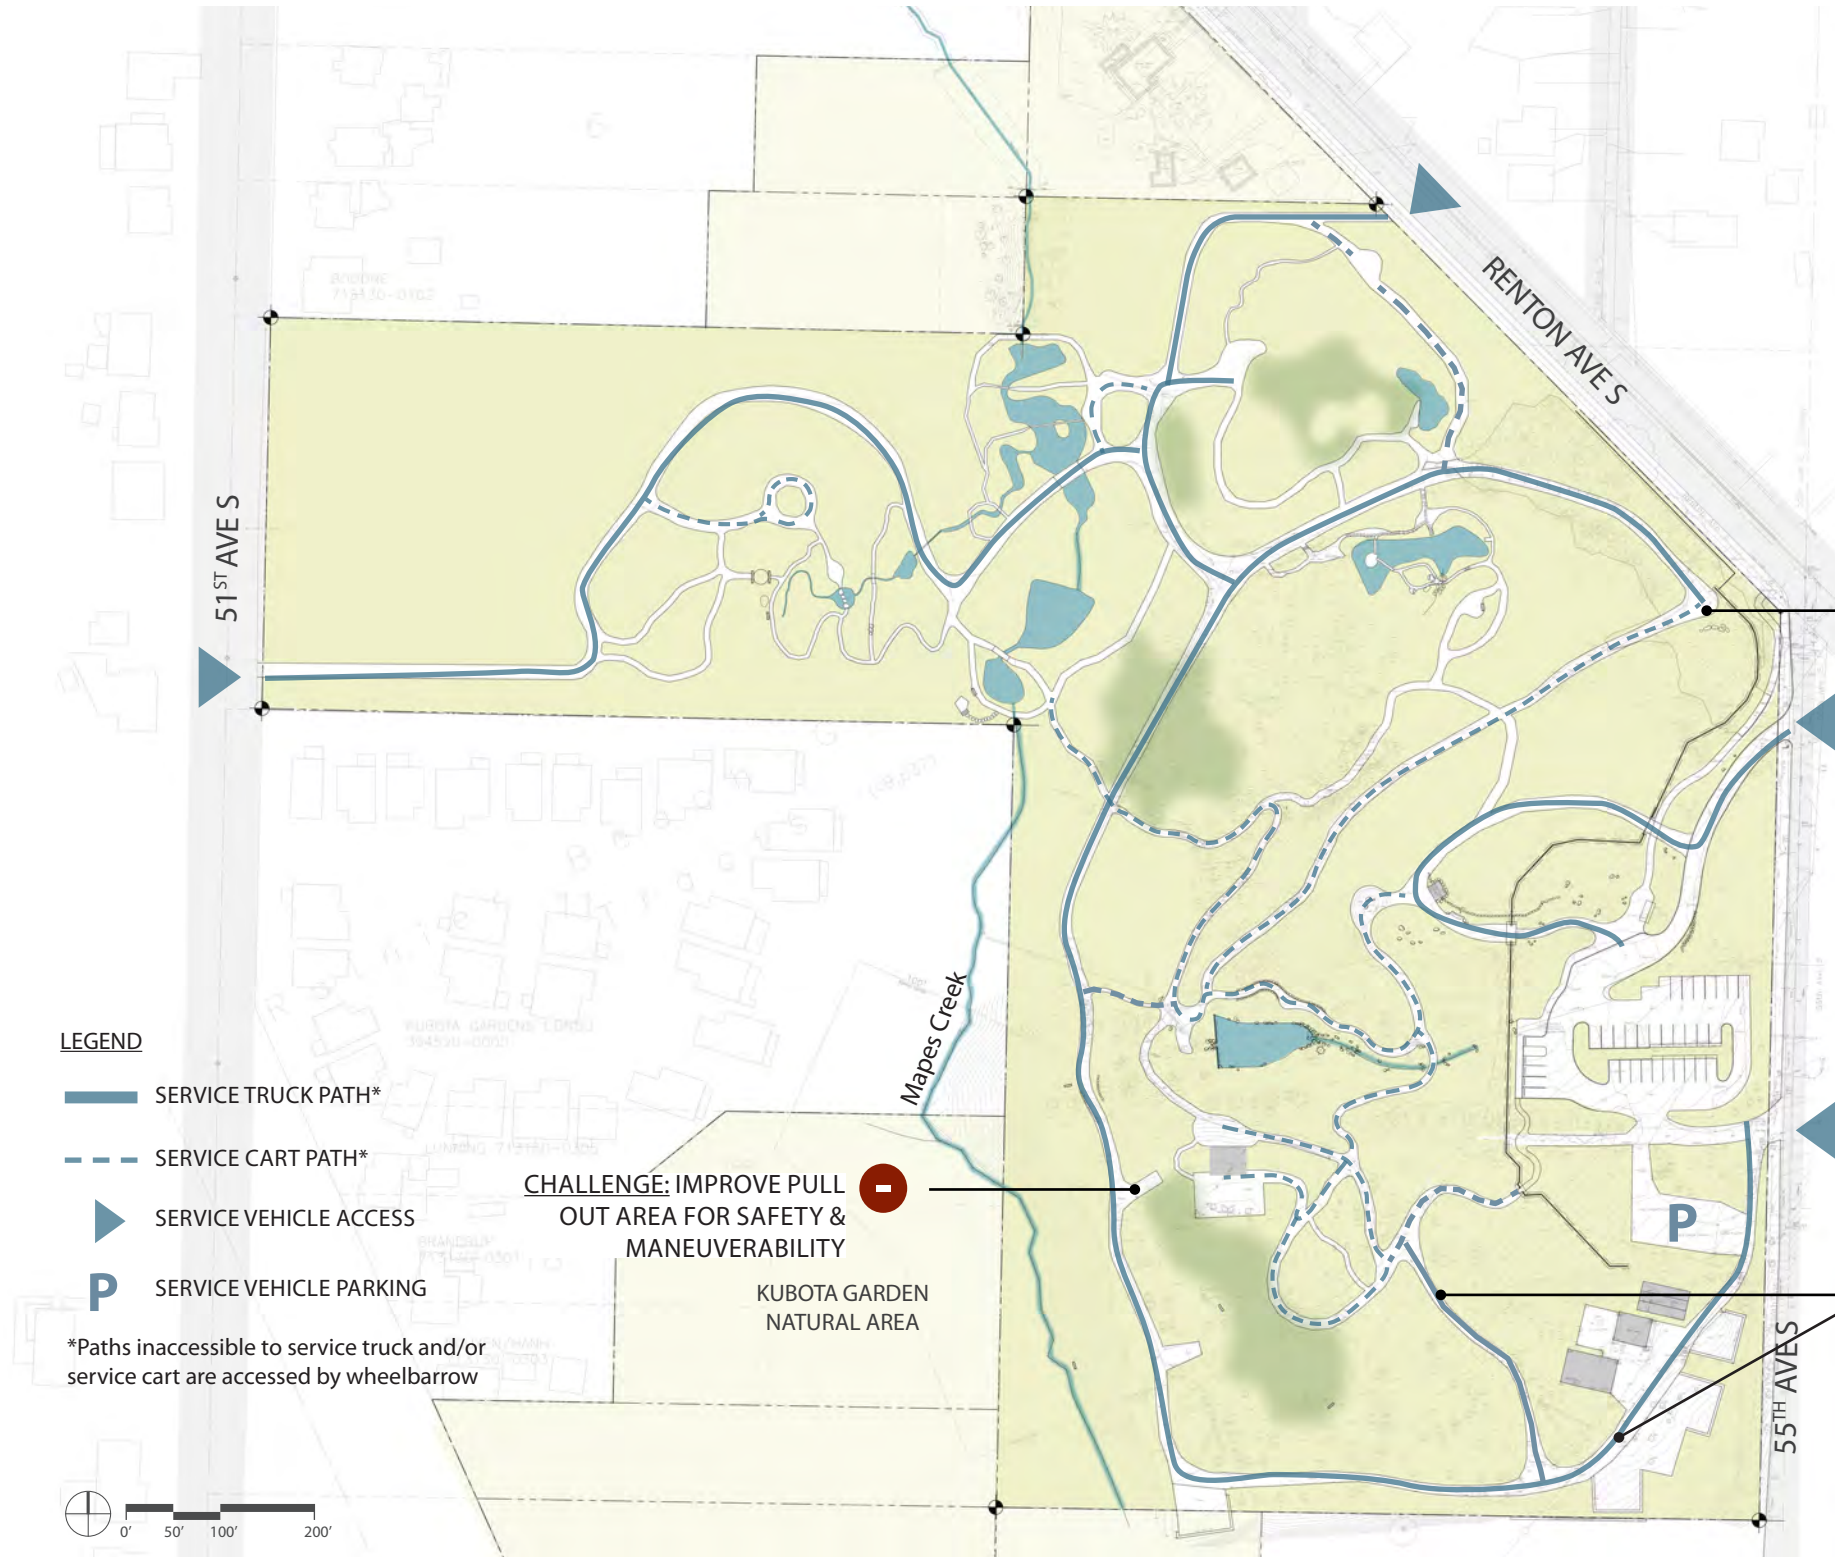 RENTON AVE S
51ST AVE S
Mapes Creek
LEGEND
SERVICE TRUCK PATH*
SERVICE CART PATH*
SERVICE VEHICLE ACCESS
P
SERVICE VEHICLE PARKING
*Paths inaccessible to service truck and/or
service cart are accessed by wheelbarrow
CHALLENGE: IMPROVE PULL
OUT AREA FOR SAFETY &
MANEUVERABILITY
KUBOTA GARDEN
NATURAL AREA
P
55TH AVE S
0' 50' 100' 200'